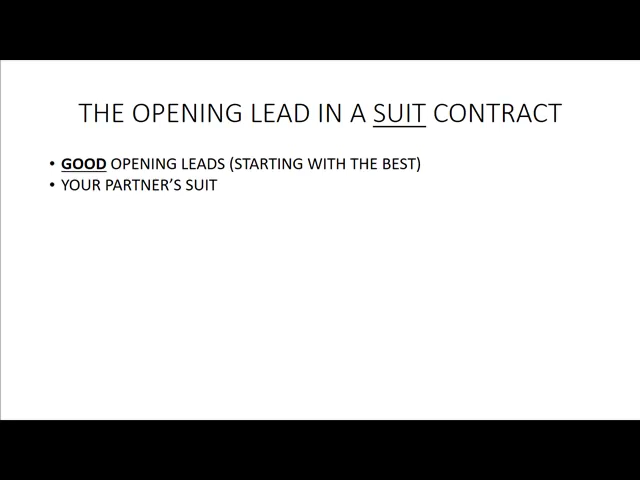 THE OPENING LEAD IN A SUIT CONTRACT
• GOOD OPENING LEADS (STARTING WITH THE BEST)
• YOUR PARTNER’S SUIT